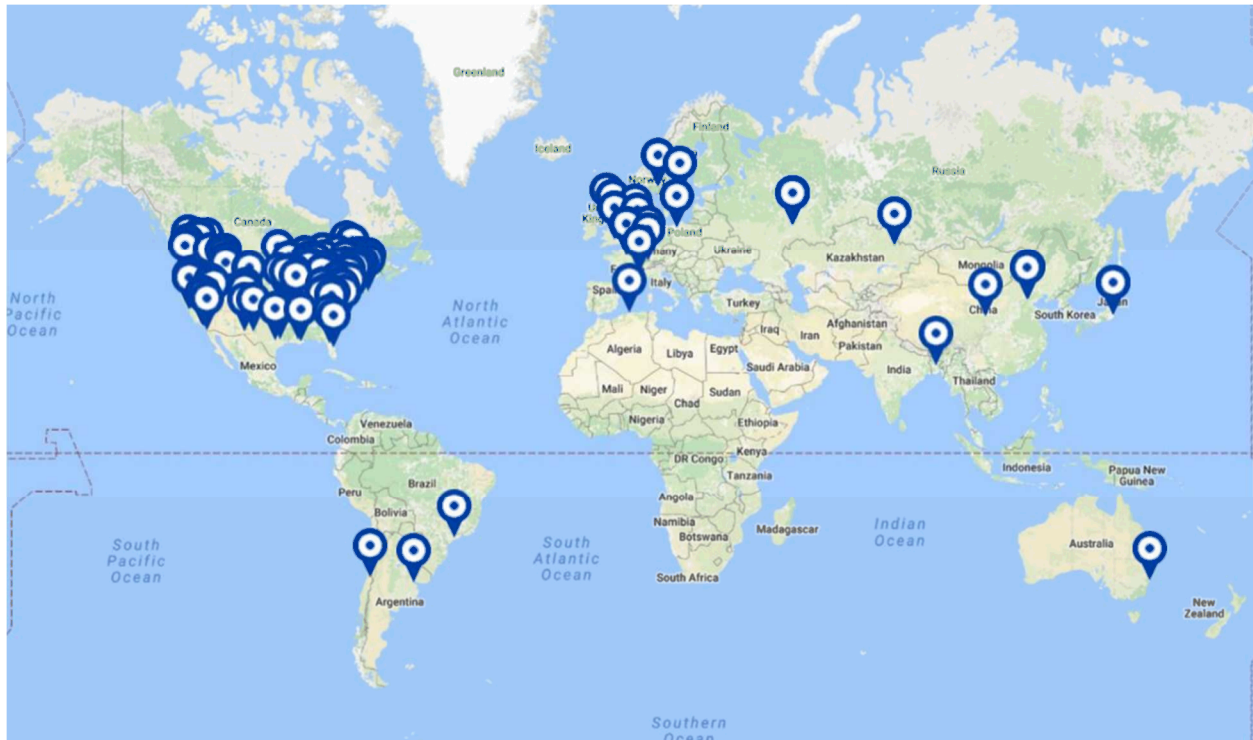 Greenland
Iceland
Finland
Russia
Norway
Canada
Poland
Ukraine
Kazakhstan
Mongolia
Spain
Italy
Turkey
China
Japan
South Korea
North
Pacific
Ocean
North
Atlantic
Ocean
Iraq
Iran
Afghanistan
Pakistan
Algeria
Libya
Egypt
Saudi Arabia
Mexico
India
Thailand
Mali
Niger
Chad
Sudan
Nigeria
Ethiopia
Venezuela
Colombia
DR Congo
Kenya
Tanzania
Indonesia
Papua New
Guinea
Peru
Brazil
Bolivia
Angola
Namibia
Botswana
Madagascar
Indian
Ocean
Australia
South
Pacific
Ocean
South
Atlantic
Ocean
South Africa
Argentina
New
Zealand
Southern
Ocean